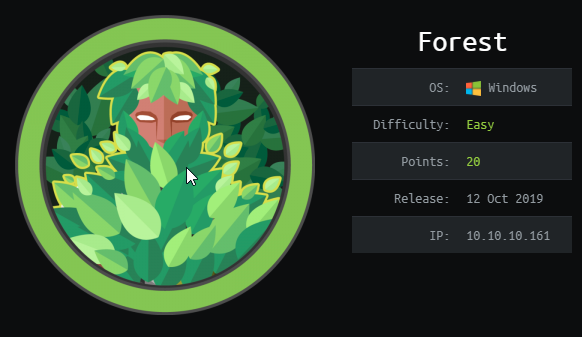 Forest
OS: Windows
Difficulty: Easy
Points: 20
Release: 12 Oct 2019
IP: 10.10.10.161